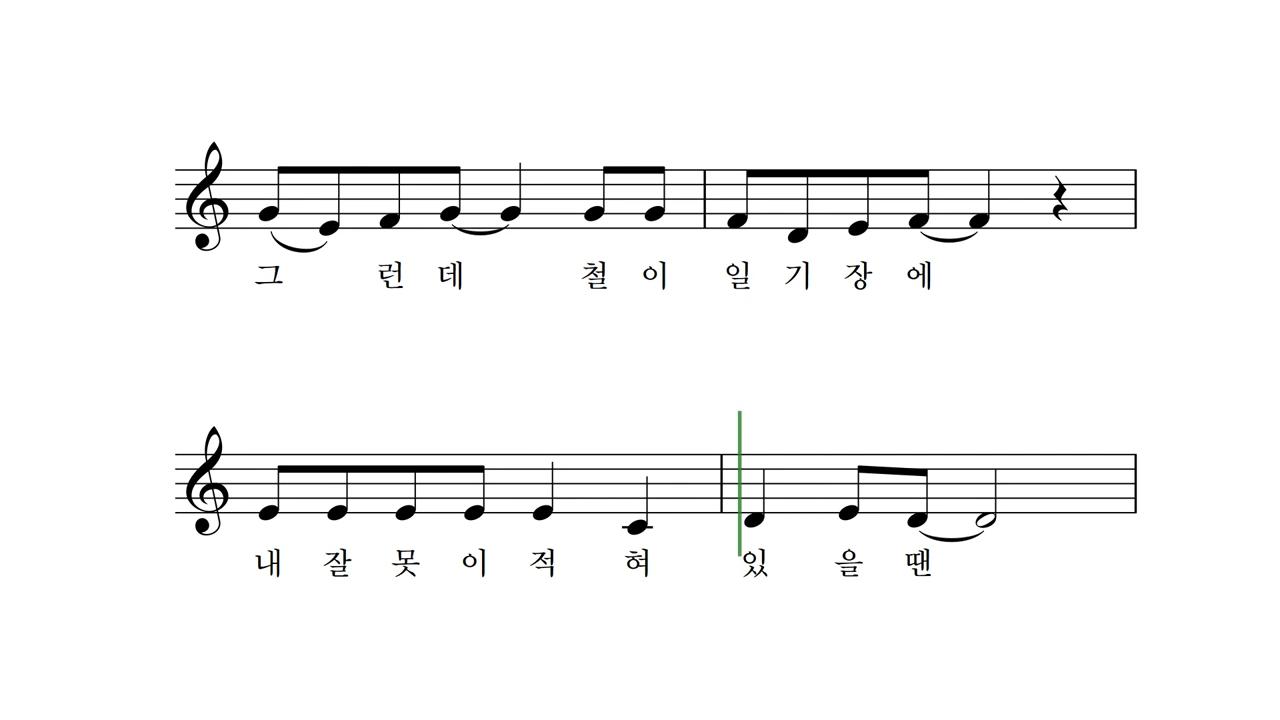 그 런 데 철 이 일 기 장 에
내 잘 못 이 적 혀 있 을 땐